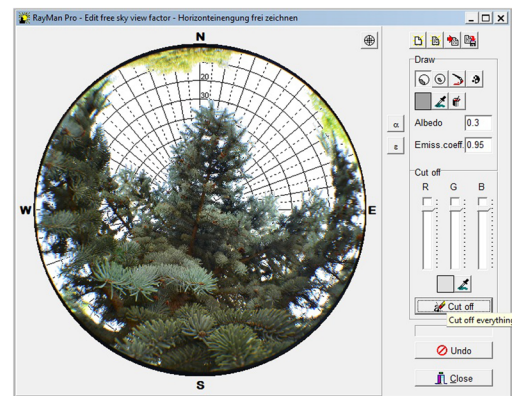 RayMan Pro - Edit free sky view factor - Horizonteinengung frei zeichnen
N
20
30
W
E
S
Draw
α
Albedo 0.3
ε
Emiss.coeff. 0.95
Cut off
R G B
Cut off
Cut off everything
Undo
Close